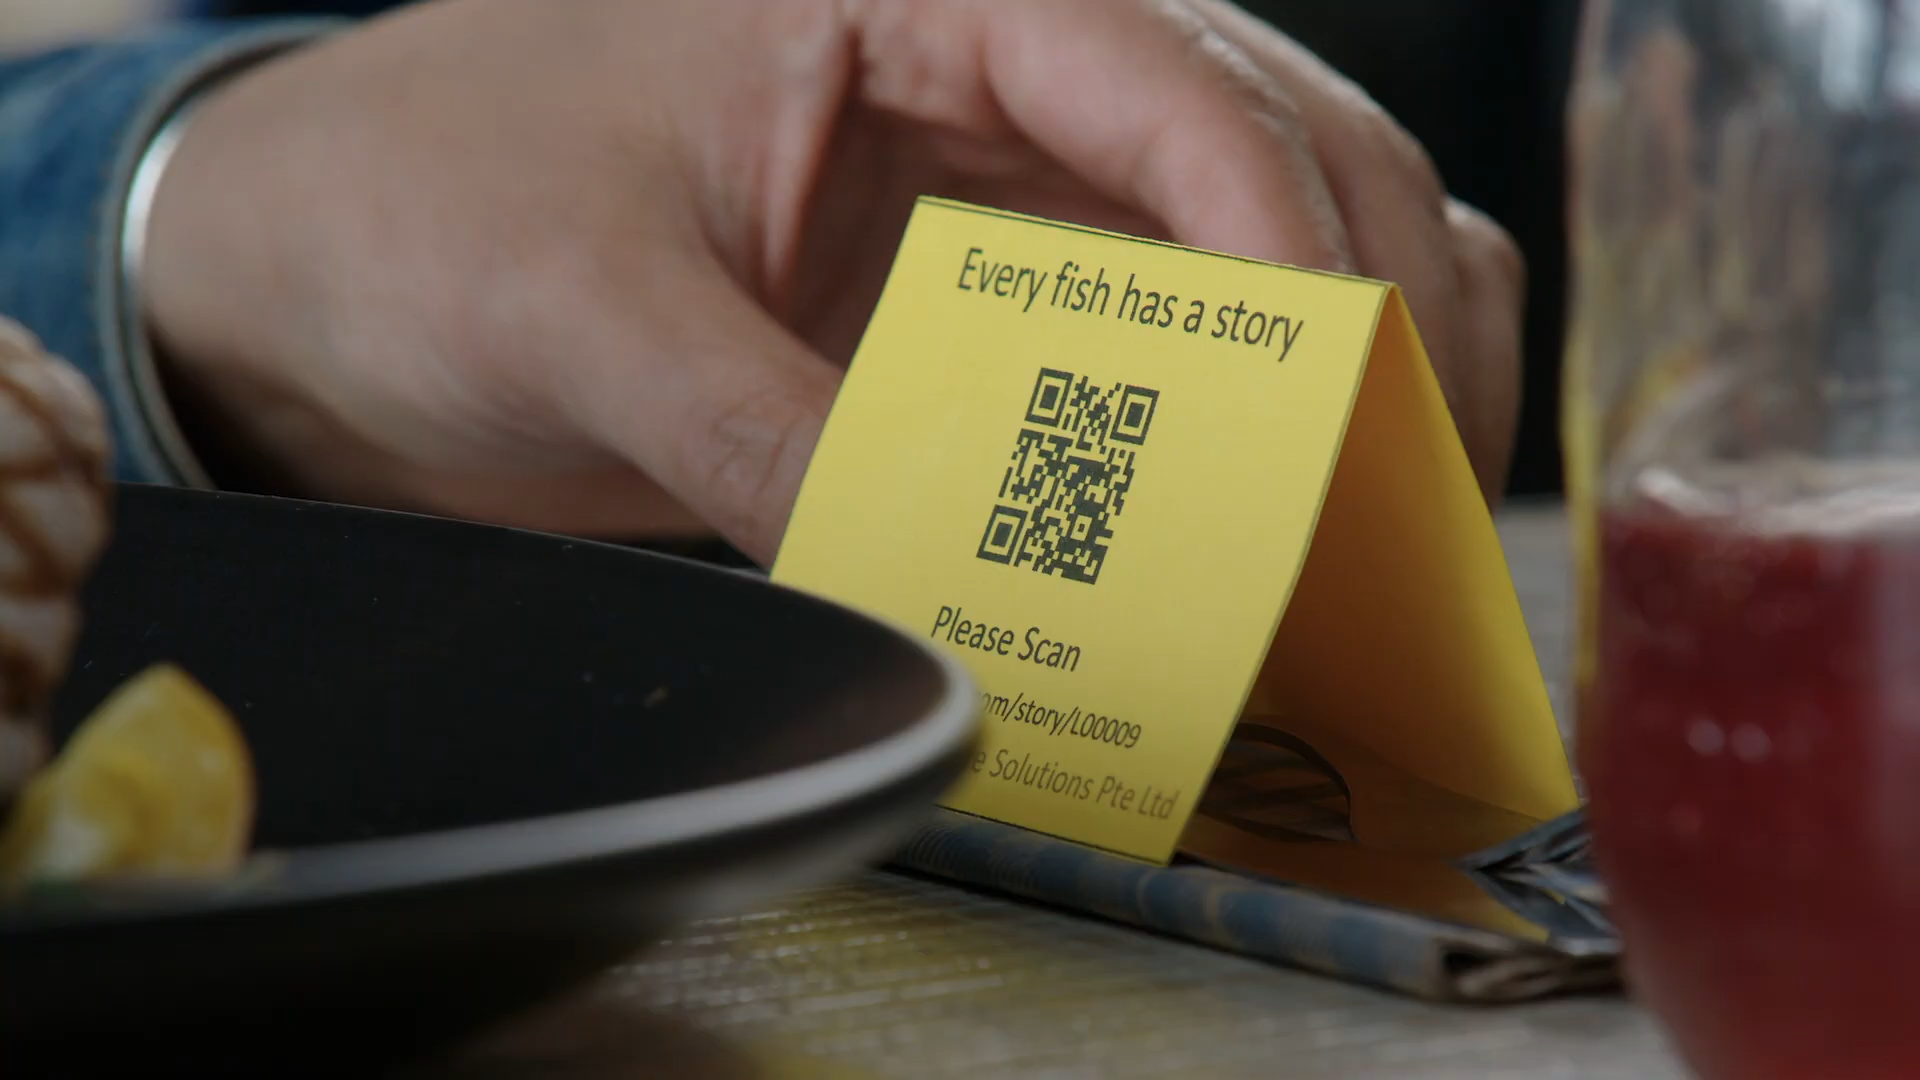 Every fish has a story
Please Scan
om/story/L00009
e Solutions Pte Ltd